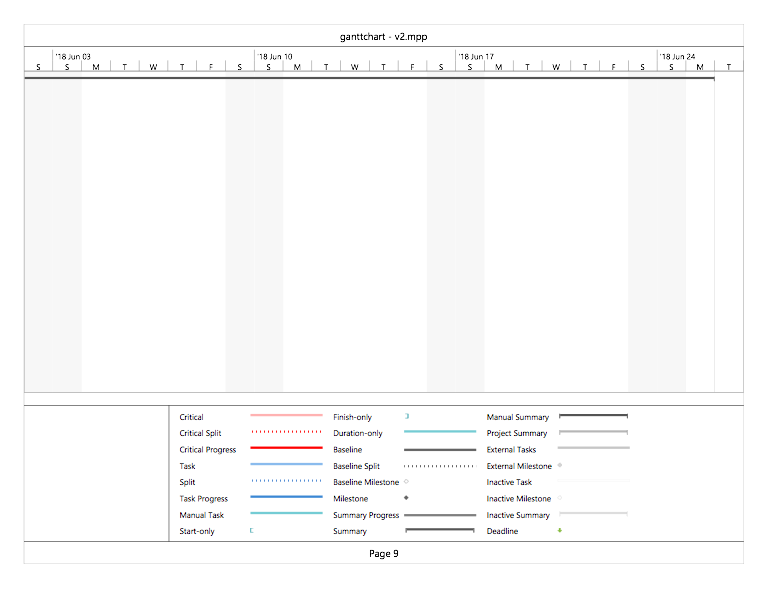 ganttchart - v2.mpp
'18 Jun 03 '18 Jun 10 '18 Jun 17 '18 Jun 24
S S M T W T F S S M T W T F S S M T W T F S S M T
Critical Finish-only Manual Summary
Critical Split Duration-only Project Summary
Critical Progress Baseline External Tasks
Task Baseline Split External Milestone
Split Baseline Milestone Inactive Task
Task Progress Milestone Inactive Milestone
Manual Task Summary Progress Inactive Summary
Start-only Summary Deadline
Page 9